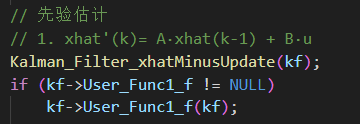 // 先验估计
// 1. xhat'(k)= A·xhat(k-1) + B·u
Kalman_Filter_xhatMinusUpdate(kf);
if (kf->User_Func1_f != NULL)
    kf->User_Func1_f(kf);